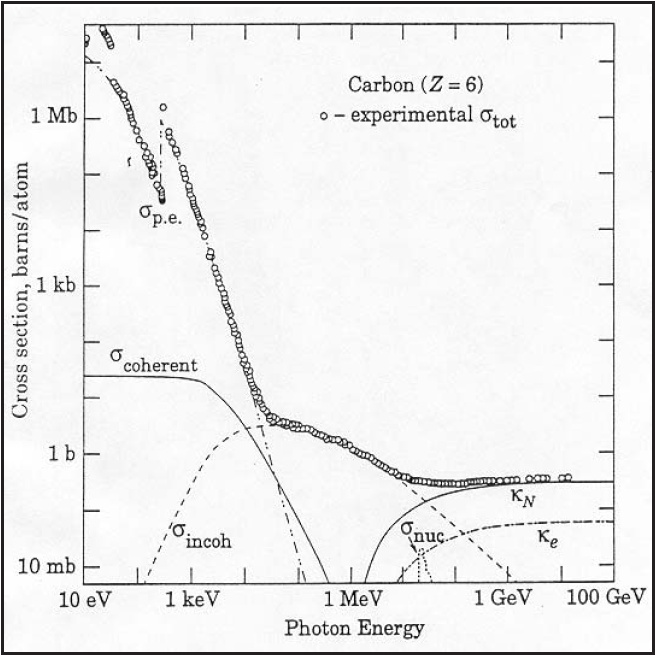 Carbon (Z = 6)
o – experimental σtot
1 Mb
σp.e.
Cross section, barns/atom
1 kb
σcoherent
1 b
κN
σincoh
σnuc
κe
10 mb
10 eV 1 keV 1 MeV 1 GeV 100 GeV
Photon Energy